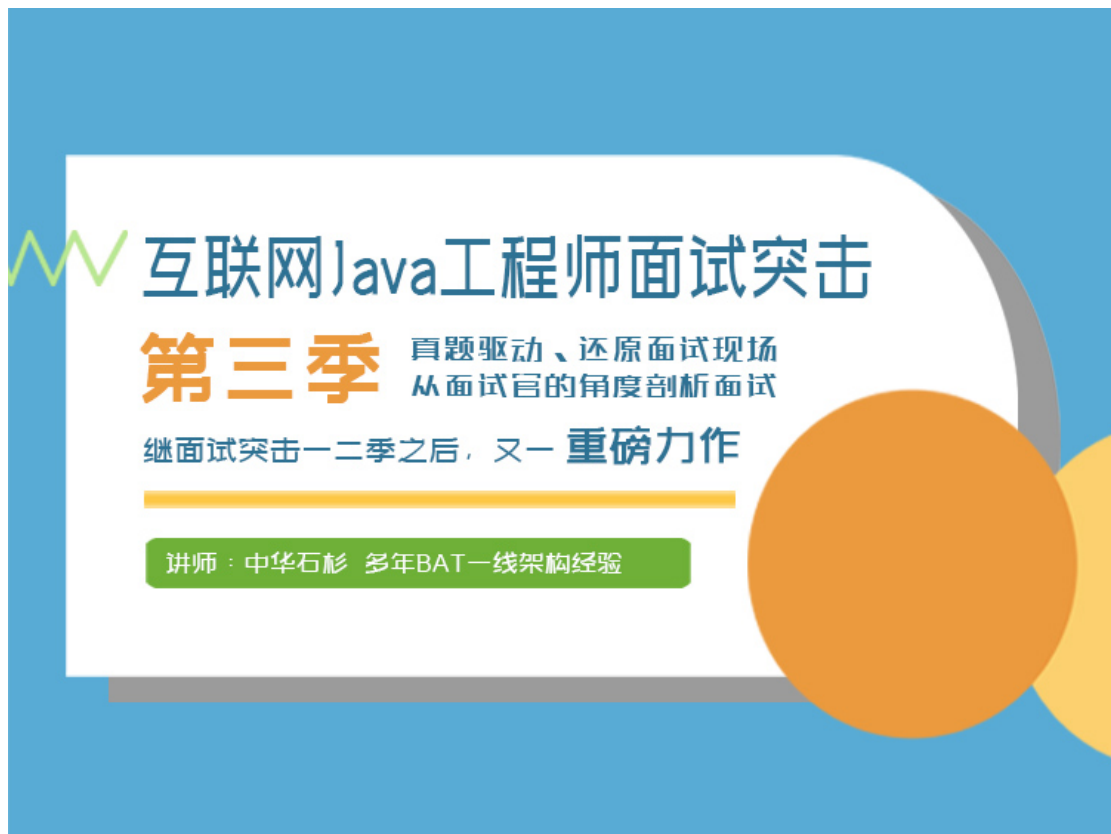 互联网Java工程师面试突击
第三季
真题驱动、还原面试现场
从面试官的角度剖析面试
继面试突击一二季之后，又一 重磅力作
讲师：中华石杉 多年BAT一线架构经验